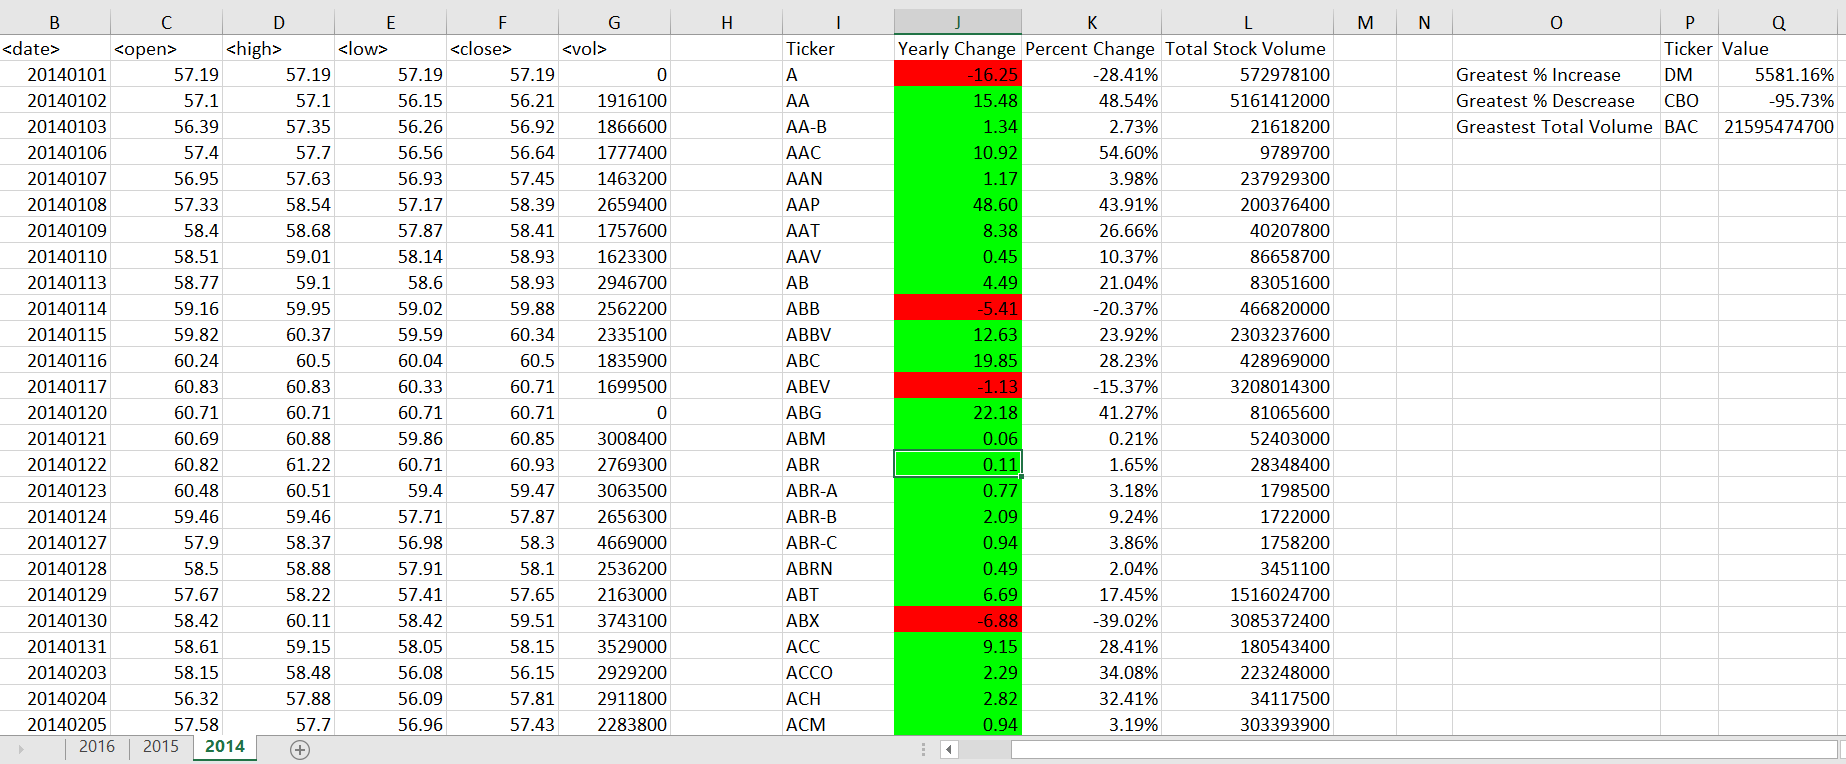 B C D E F G H I J K L M N O P Q
<date> <open> <high> <low> <close> <vol> Ticker Yearly Change Percent Change Total Stock Volume Ticker Value
20140101 57.19 57.19 57.19 57.19 0 A -16.25 -28.41% 572978100 Greatest % Increase DM 5581.16%
20140102 57.1 57.1 56.15 56.21 1916100 AA 15.48 48.54% 5161412000 Greatest % Descrease CBO -95.73%
20140103 56.39 57.35 56.26 56.92 1866600 AA-B 1.34 2.73% 21618200 Greastest Total Volume BAC 21595474700
20140106 57.4 57.7 56.56 56.64 1777400 AAC 10.92 54.60% 9789700
20140107 56.95 57.63 56.93 57.45 1463200 AAN 1.17 3.98% 237929300
20140108 57.33 58.54 57.17 58.39 2659400 AAP 48.60 43.91% 200376400
20140109 58.4 58.68 57.87 58.41 1757600 AAT 8.38 26.66% 40207800
20140110 58.51 59.01 58.14 58.93 1623300 AAV 0.45 10.37% 86658700
20140113 58.77 59.1 58.6 58.93 2946700 AB 4.49 21.04% 83051600
20140114 59.16 59.95 59.02 59.88 2562200 ABB -5.41 -20.37% 466820000
20140115 59.82 60.37 59.59 60.34 2335100 ABBV 12.63 23.92% 2303237600
20140116 60.24 60.5 60.04 60.5 1835900 ABC 19.85 28.23% 428969000
20140117 60.83 60.83 60.33 60.71 1699500 ABEV -1.13 -15.37% 3208014300
20140120 60.71 60.71 60.71 60.71 0 ABG 22.18 41.27% 81065600
20140121 60.69 60.88 59.86 60.85 3008400 ABM 0.06 0.21% 52403000
20140122 60.82 61.22 60.71 60.93 2769300 ABR 0.11 1.65% 28348400
20140123 60.48 60.51 59.4 59.47 3063500 ABR-A 0.77 3.18% 1798500
20140124 59.46 59.46 57.71 57.87 2656300 ABR-B 2.09 9.24% 1722000
20140127 57.9 58.37 56.98 58.3 4669000 ABR-C 0.94 3.86% 1758200
20140128 58.5 58.88 57.91 58.1 2536200 ABRN 0.49 2.04% 3451100
20140129 57.67 58.22 57.41 57.65 2163000 ABT 6.69 17.45% 1516024700
20140130 58.42 60.11 58.42 59.51 3743100 ABX -6.88 -39.02% 3085372400
20140131 58.61 59.15 58.05 58.15 3529000 ACC 9.15 28.41% 180543400
20140203 58.15 58.48 56.08 56.15 2929200 ACCO 2.29 34.08% 223248000
20140204 56.32 57.88 56.09 57.81 2911800 ACH 2.82 32.41% 34117500
20140205 57.58 57.7 56.96 57.43 2283800 ACM 0.94 3.19% 303393900
2016 2015 2014